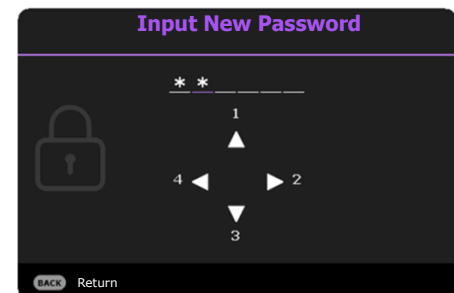 Input New Password
* * _ _ _ _
1
4 2
3
BACK Return